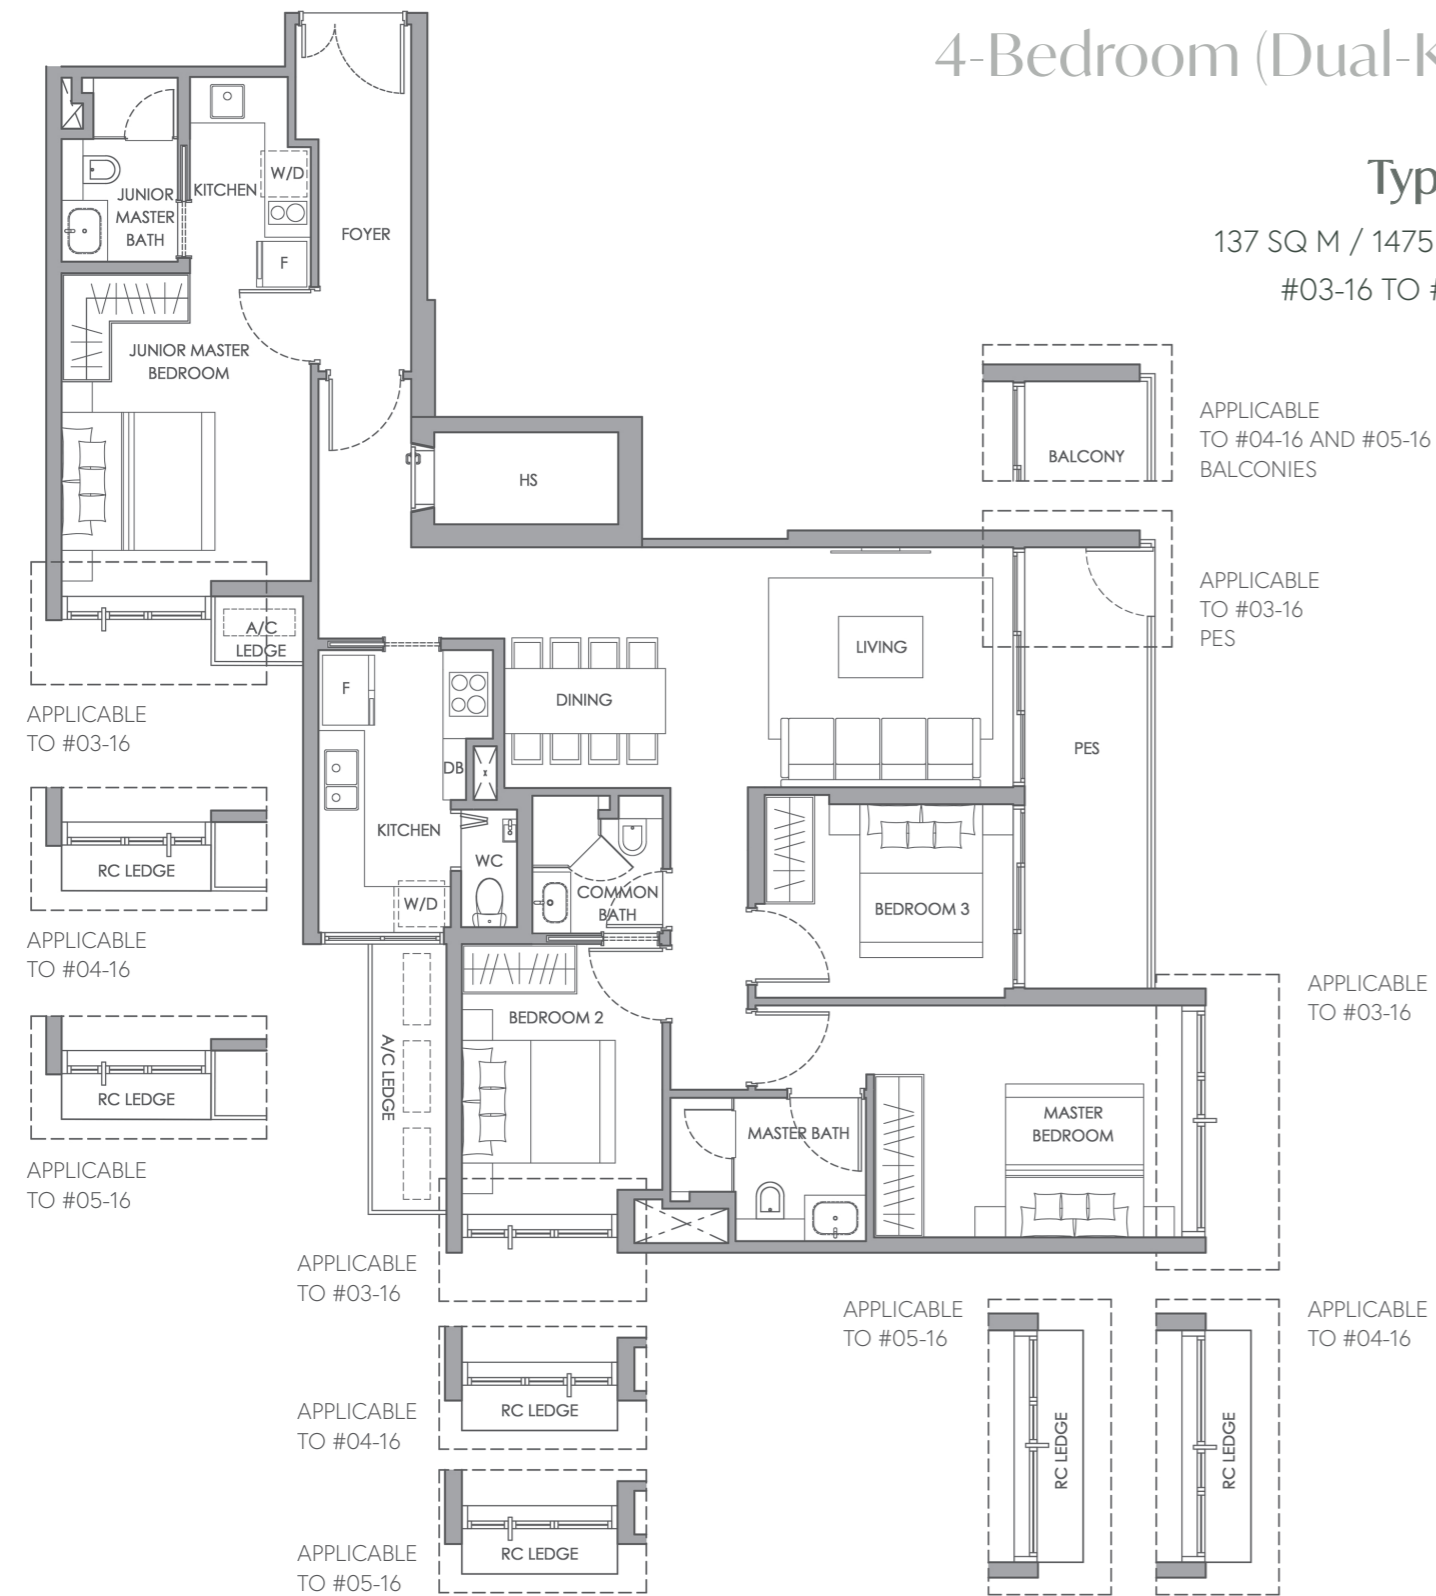 4-Bedroom (Dual-K
Typ
137 SQ M / 1475
#03-16 TO #
W/D
KITCHEN
JUNIOR
MASTER
BATH
FOYER
F
JUNIOR MASTER
BEDROOM
BALCONY
APPLICABLE
TO #04-16 AND #05-16
BALCONIES
HS
APPLICABLE
TO #03-16
PES
A/C
LEDGE
LIVING
F
DINING
APPLICABLE
TO #03-16
PES
DB
KITCHEN
WC
RC LEDGE
COMMON
BATH
W/D
BEDROOM 3
APPLICABLE
TO #04-16
APPLICABLE
TO #03-16
BEDROOM 2
A/C LEDGE
RC LEDGE
MASTER BATH
MASTER
BEDROOM
APPLICABLE
TO #05-16
APPLICABLE
TO #03-16
APPLICABLE
TO #05-16
APPLICABLE
TO #04-16
RC LEDGE
APPLICABLE
TO #04-16
RC LEDGE
RC LEDGE
RC LEDGE
APPLICABLE
TO #05-16